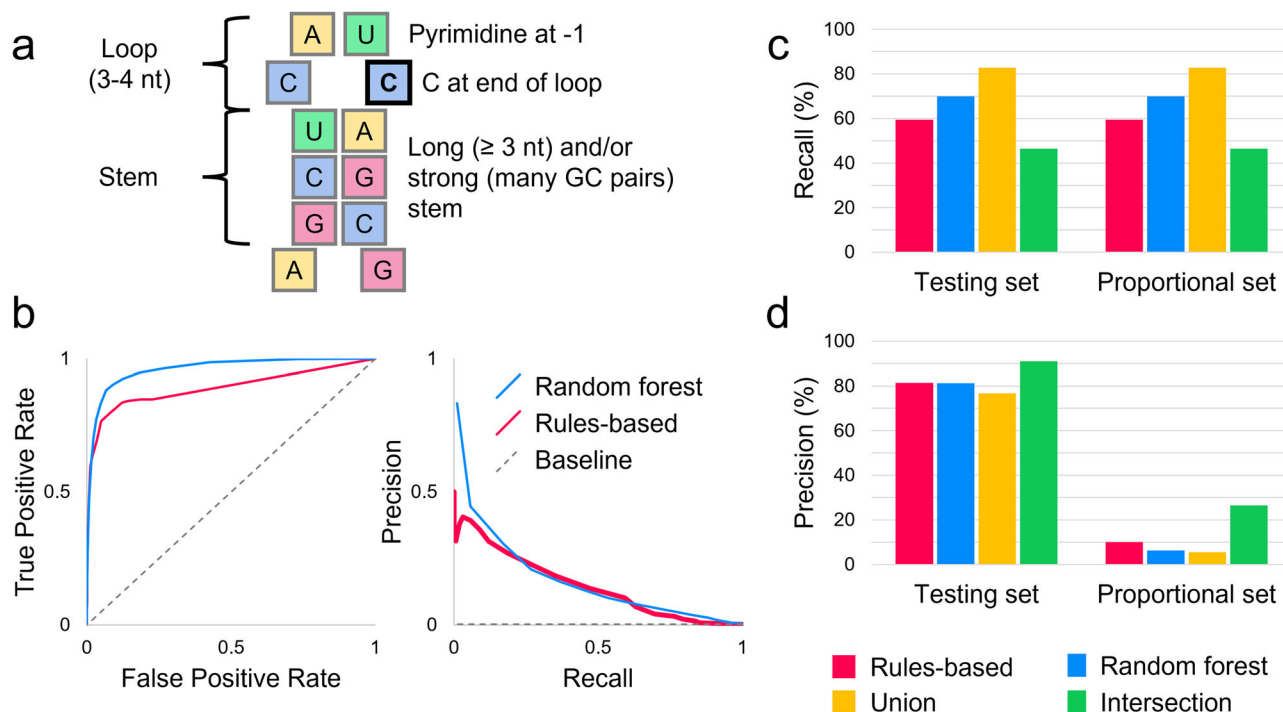 a
Loop
(3-4 nt)
Stem
A U
C C
U A
C G
G C
A G
Pyrimidine at -1
C at end of loop
Long (≥ 3 nt) and/or
strong (many GC pairs)
stem
b
True Positive Rate
1
0.5
0
0 0.5 1
False Positive Rate
Precision
1
0.5
0
0 0.5 1
Recall
Random forest
Rules-based
Baseline
c
Recall (%)
100
80
60
40
20
0
Testing set Proportional set
d
Precision (%)
100
80
60
40
20
0
Testing set Proportional set
Rules-based Random forest
Union Intersection